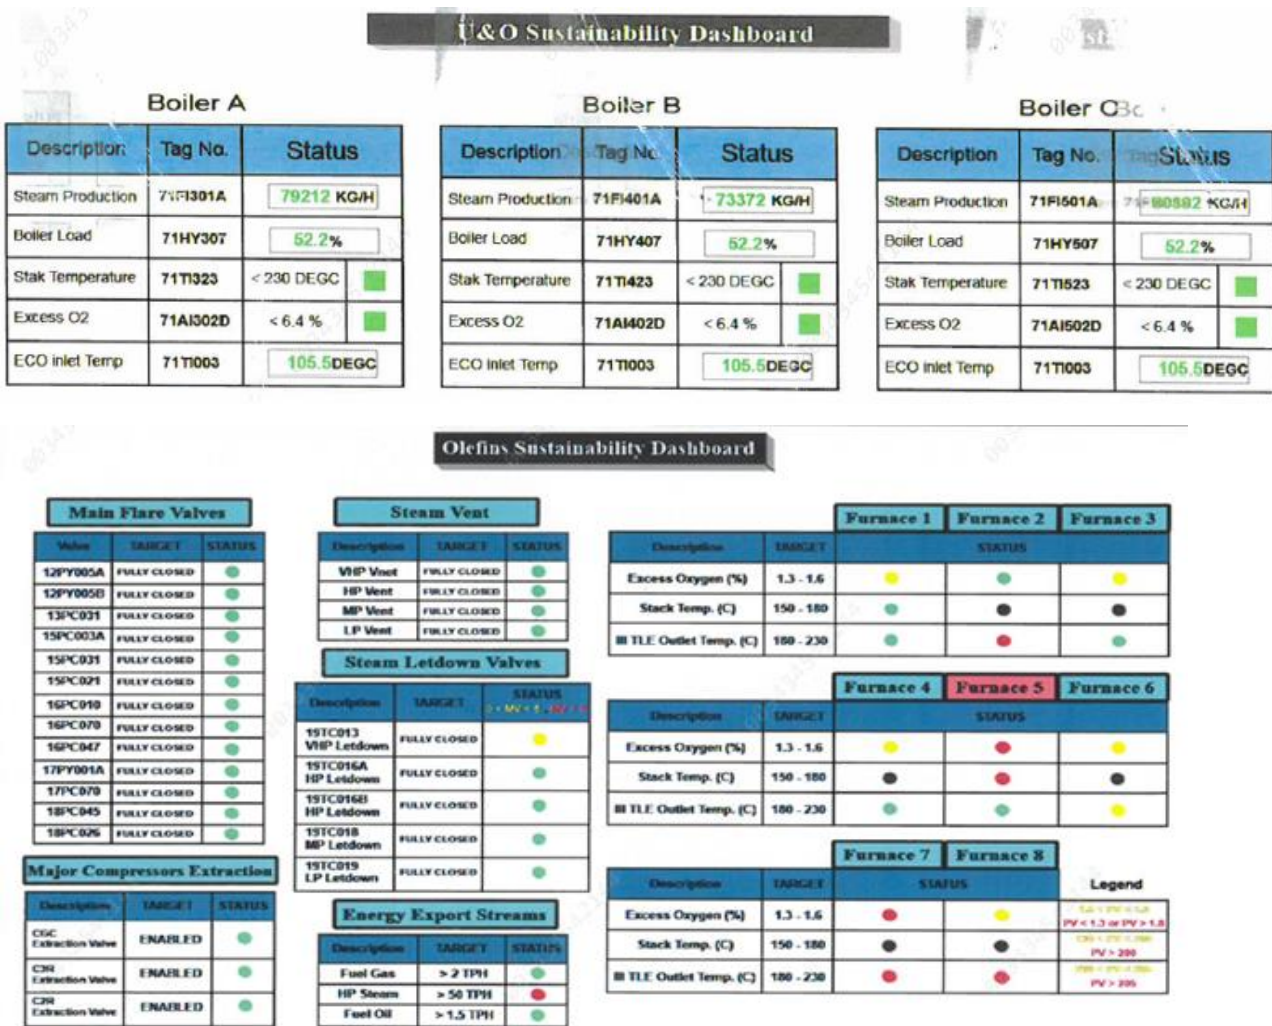 U&O Sustainability Dashboard
Boiler A
Description Tag No. Status
Steam Production 71FI301A 79212 KG/H
Boiler Load 71HY307 52.2%
Stak Temperature 71TI323 < 230 DEGC
Excess O2 71AI302D < 6.4 %
ECO inlet Temp 71TI003 105.5DEGC
Boiler B
Description Tag No. Status
Steam Production 71FI401A 73372 KG/H
Boiler Load 71HY407 52.2%
Stak Temperature 71TI423 < 230 DEGC
Excess O2 71AI402D < 6.4 %
ECO inlet Temp 71TI003 105.5DEGC
Boiler C
Description Tag No. Status
Steam Production 71FI501A KG/H
Boiler Load 71HY507 52.2%
Stak Temperature 71TI523 < 230 DEGC
Excess O2 71AI502D < 6.4 %
ECO inlet Temp 71TI003 105.5DEGC
Olefins Sustainability Dashboard
Main Flare Valves
Valve TARGET STATUS
12PY005A FULLY CLOSED
12PY005B FULLY CLOSED
13PC031 FULLY CLOSED
15PC003A FULLY CLOSED
15PC031 FULLY CLOSED
15PC021 FULLY CLOSED
16PC010 FULLY CLOSED
16PC070 FULLY CLOSED
16PC047 FULLY CLOSED
17PY001A FULLY CLOSED
17PC070 FULLY CLOSED
18PC045 FULLY CLOSED
18PC026 FULLY CLOSED
Major Compressors Extraction
Description TARGET STATUS
CGC
Extraction Valve ENABLED
C3R
Extraction Valve ENABLED
C2R
Extraction Valve ENABLED
Steam Vent
Description TARGET STATUS
VHP Vnet FULLY CLOSED
HP Vent FULLY CLOSED
MP Vent FULLY CLOSED
LP Vent FULLY CLOSED
Steam Letdown Valves
Description TARGET STATUS
19TC013
VHP Letdown FULLY CLOSED
19TC016A
HP Letdown FULLY CLOSED
19TC016B
HP Letdown FULLY CLOSED
19TC018
MP Letdown FULLY CLOSED
19TC019
LP Letdown FULLY CLOSED
Energy Export Streams
Description TARGET STATUS
Fuel Gas > 2 TPH
HP Steam > 50 TPH
Fuel Oil > 1.5 TPH
Furnace 1 Furnace 2 Furnace 3
Description TARGET STATUS
Excess Oxygen (%) 1.3 - 1.6
Stack Temp. (C) 150 - 180
III TLE Outlet Temp. (C) 180 - 230
Furnace 4 Furnace 5 Furnace 6
Description TARGET STATUS
Excess Oxygen (%) 1.3 - 1.6
Stack Temp. (C) 150 - 180
III TLE Outlet Temp. (C) 180 - 230
Furnace 7 Furnace 8
Description TARGET STATUS Legend
Excess Oxygen (%) 1.3 - 1.6
PV < 1.3 or PV > 1.8
Stack Temp. (C) 150 - 180
PV > 200
III TLE Outlet Temp. (C) 180 - 230